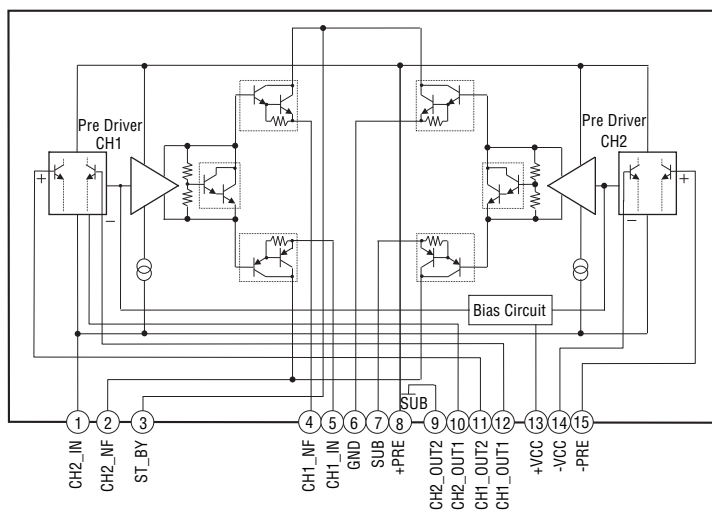 Pre Driver
CH1
Pre Driver
CH2
+
−
+
−
Bias Circuit
SUB
1
2
3
4
5
6
7
8
9
10
11
12
13
14
15
CH2_IN
CH2_NF
ST_BY
CH1_NF
CH1_IN
GND
SUB
+PRE
CH2_OUT2
CH2_OUT1
CH1_OUT2
CH1_OUT1
+VCC
-VCC
-PRE